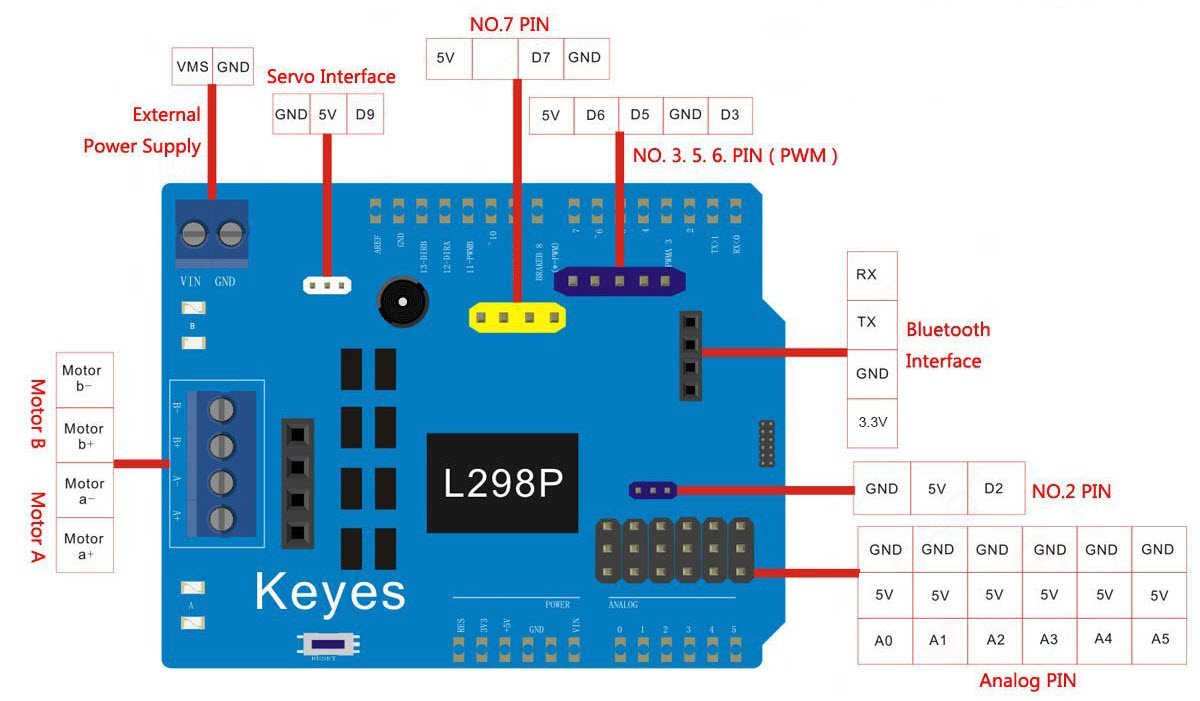 NO.7 PIN
5V D7 GND
VMS GND
Servo Interface
GND 5V D9
External
Power Supply
5V D6 D5 GND D3
NO. 3. 5. 6. PIN ( PWM )
AREF
GND
13-DIRB
12-DIRA
11-PWMB
~10
BRAKEB 8
(*=PWM)
7
~6
4
PWMA 3
2
TX>1
RX<0
VIN GND
B
RX
TX
GND
3.3V
Bluetooth
Interface
Motor B
Motor A
Motor
b-
Motor
b+
Motor
a-
Motor
a+
B-
B+
A-
A+
L298P
GND 5V D2
NO.2 PIN
GND GND GND GND GND GND
5V 5V 5V 5V 5V 5V
A0 A1 A2 A3 A4 A5
Analog PIN
A
Keyes
RESET
POWER
RES
3V3
+5V
GND
VIN
ANALOG
0 1 2 3 4 5